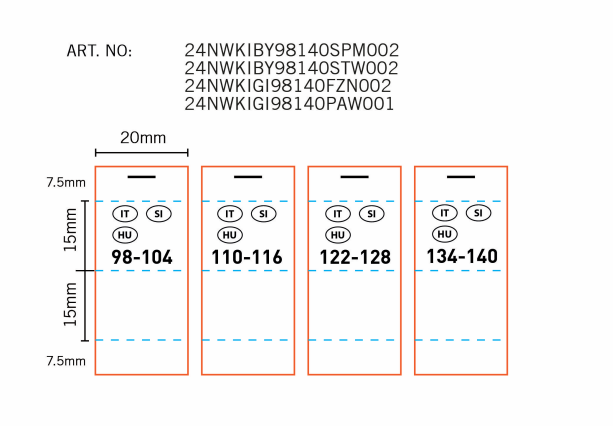 ART. NO: 24NWKIBY98140SPM002
24NWKIBY98140STW002
24NWKIGI98140FZN002
24NWKIGI98140PAW001
20mm
7.5mm
15mm
15mm
7.5mm
IT SI
HU
98-104
IT SI
HU
110-116
IT SI
HU
122-128
IT SI
HU
134-140